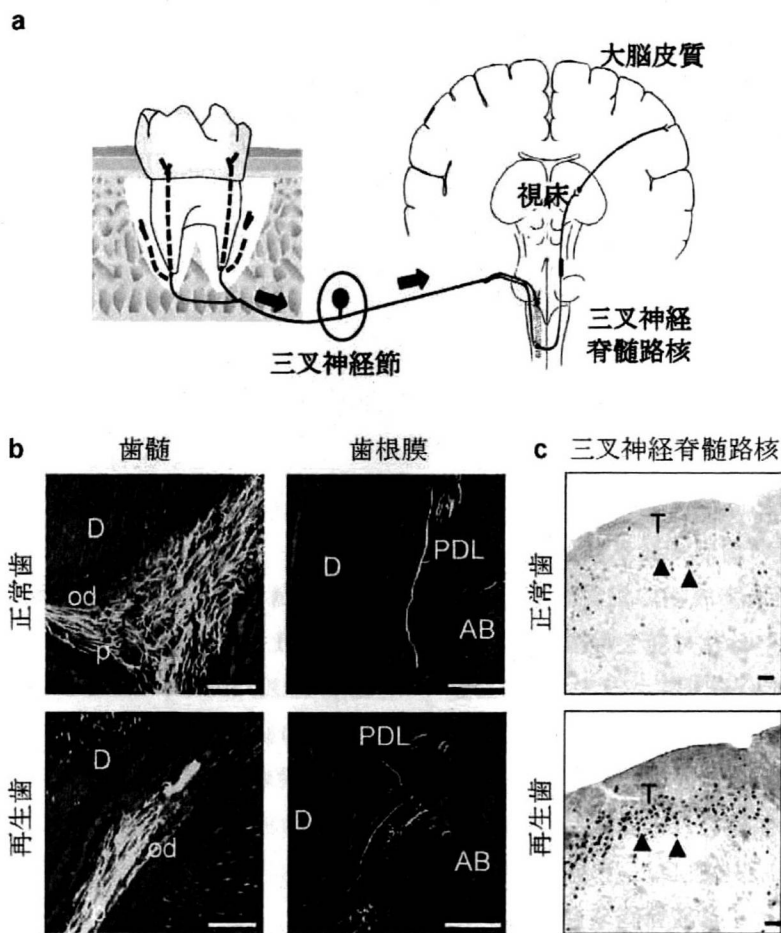 a
大脳皮質
視床
三叉神経節
三叉神経
脊髄路核
b
歯髄
歯根膜
c
三叉神経脊髄路核
正常歯
D
od
p
D
PDL
AB
T
再生歯
D
od
p
PDL
D
AB
T